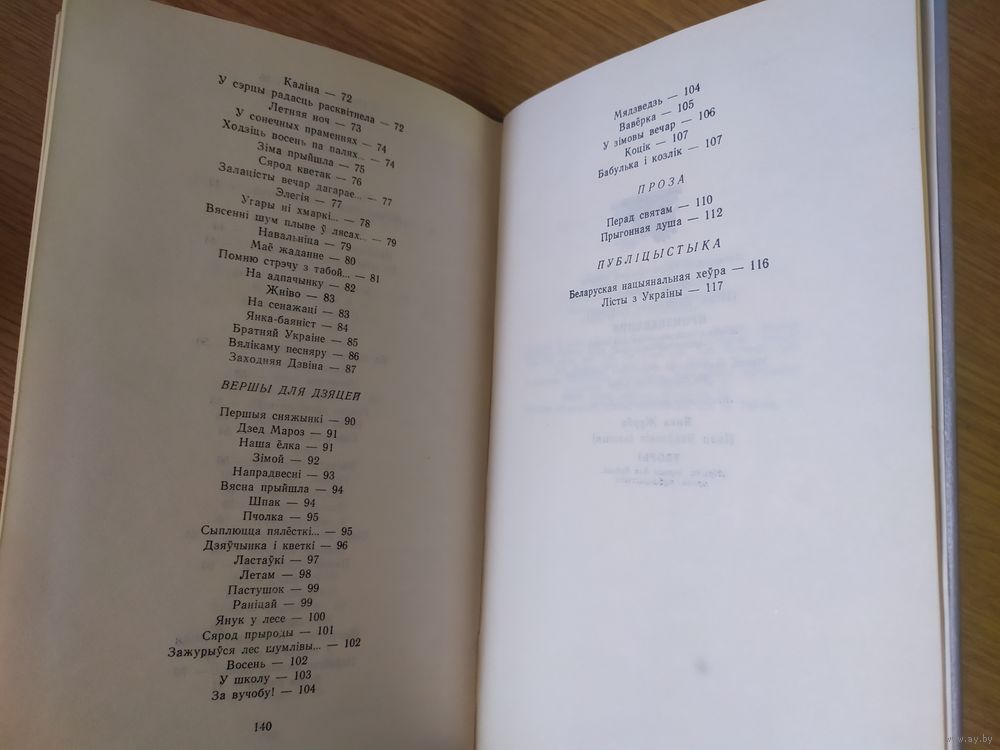 Каліна — 72
У сэрцы радасць расквітнела — 72
Летняя ноч — 73
У сонечных праменнях — 74
Ходзіць восень па палях... — 74
Зіма прыйшла — 75
Сярод кветак — 76
Залацісты вечар дагарае... — 77
Элегія — 77
Угары ні хмаркі... — 78
Вясенні шум плыве ў лясах... — 79
Навальніца — 79
Маё жаданне — 80
Помню стрэчу з табой... — 81
На адпачынку — 82
Жніво — 83
На сенажаці — 83
Янка-баяніст — 84
Братняй Украіне — 85
Вялікаму песняру — 86
Заходняя Дзвіна — 87
ВЕРШЫ ДЛЯ ДЗЯЦЕЙ
Першыя сняжынкі — 90
Дзед Мароз — 91
Наша ёлка — 91
Зімой — 92
Напрадвесні — 93
Вясна прыйшла — 94
Шпак — 94
Пчолка — 95
Сыплюцца пялёсткі... — 95
Дзяўчынка і кветкі — 96
Ластаўкі — 97
Летам — 98
Пастушок — 99
Раніцай — 99
Янук у лесе — 100
Сярод прыроды — 101
Зажурыўся лес шумлівы... — 102
Восень — 102
У школу — 103
За вучобу! — 104
140
Мядзведзь — 104
Вавёрка — 105
У зімовы вечар — 106
Коцік — 107
Бабулька і козлік — 107
ПРОЗА
Перад святам — 110
Прыгонная душа — 112
ПУБЛІЦЫСТЫКА
Беларуская нацыянальная хеўра — 116
Лісты з Украіны — 117
www.ay.by